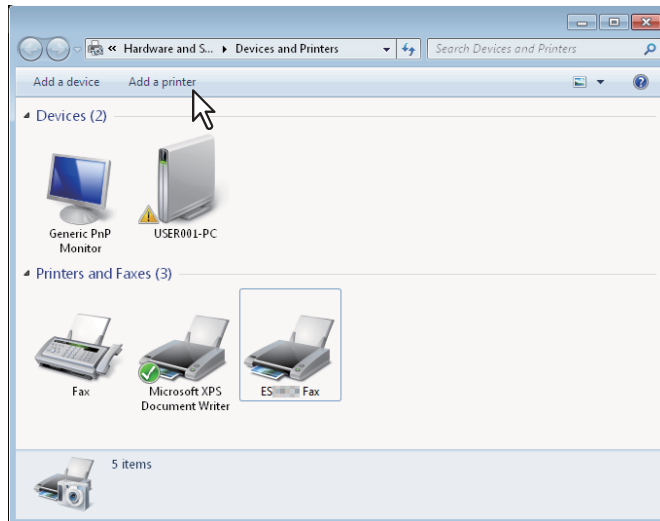 « Hardware and S... ▸ Devices and Printers
Search Devices and Printers
Add a device Add a printer
Devices (2)
Generic PnP
Monitor
USER001-PC
Printers and Faxes (3)
Fax
Microsoft XPS
Document Writer
ES Fax
5 items